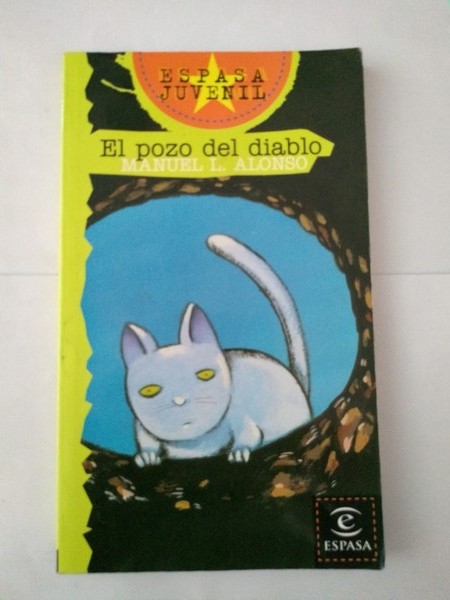 ESPASA
JUVENIL
El pozo del diablo
MANUEL L. ALONSO
e
ESPASA